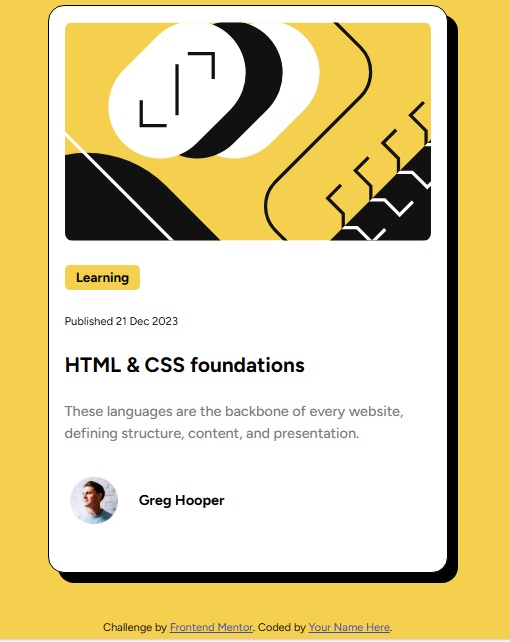 Learning
Published 21 Dec 2023
HTML & CSS foundations
These languages are the backbone of every website,
defining structure, content, and presentation.
Greg Hooper
Challenge by Frontend Mentor. Coded by Your Name Here.